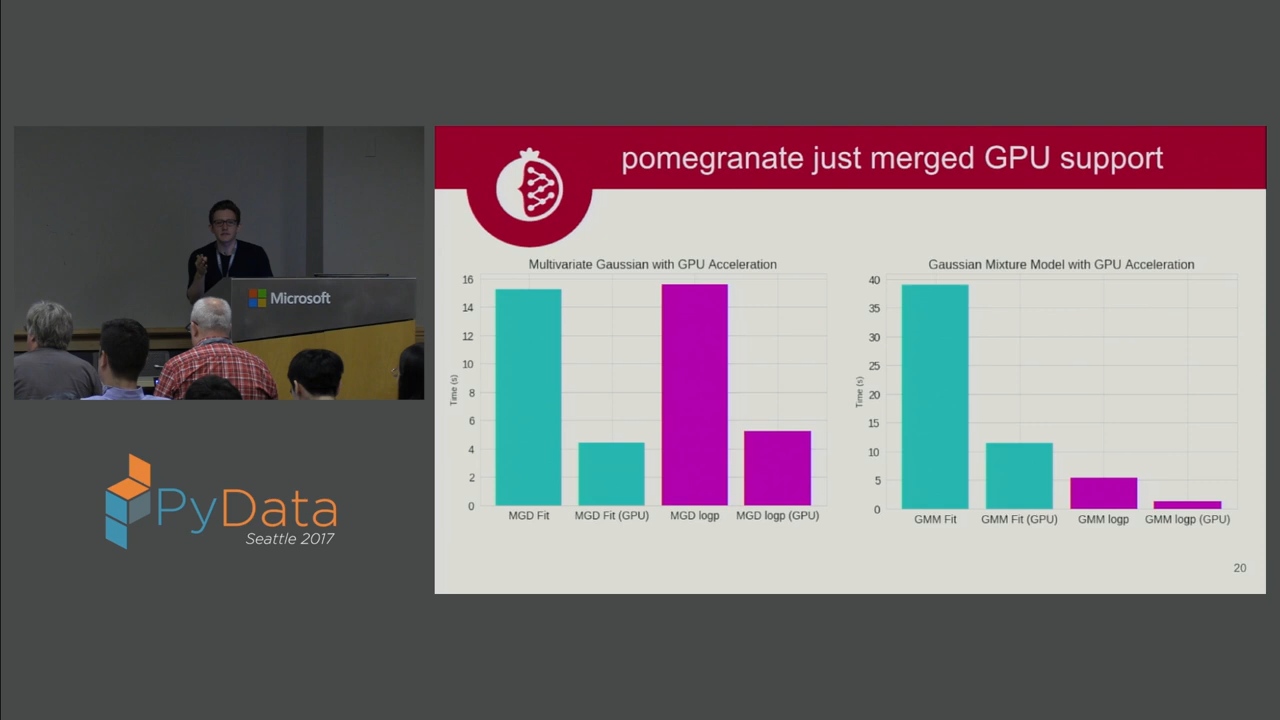 Microsoft
PyData
Seattle 2017
pomegranate just merged GPU support
Multivariate Gaussian with GPU Acceleration
16
14
12
10
8
6
4
2
0
Time (s)
MGD Fit
MGD Fit (GPU)
MGD logp
MGD logp (GPU)
Gaussian Mixture Model with GPU Acceleration
40
35
30
25
20
15
10
5
0
Time (s)
GMM Fit
GMM Fit (GPU)
GMM logp
GMM logp (GPU)
20